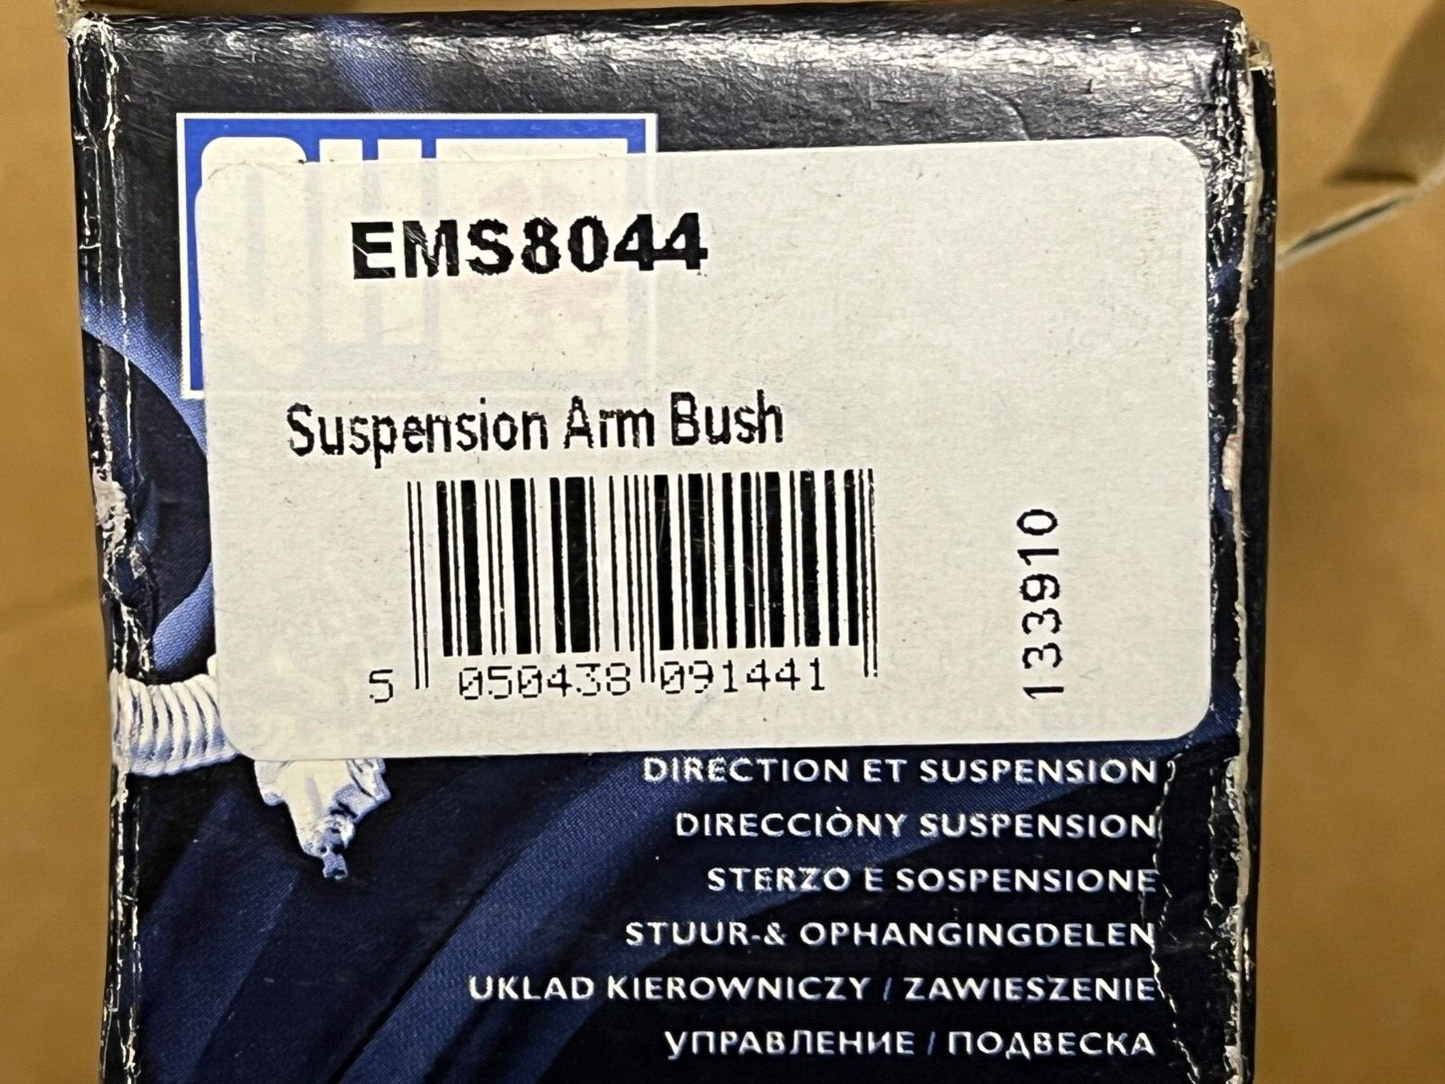 EMS8044
Suspension Arm Bush
5 050438 091441
133910
DIRECTION ET SUSPENSION
DIRECCIÒNY SUSPENSION
STERZO E SOSPENSIONE
STUUR-& OPHANGINGDELEN
UKLAD KIEROWNICZY / ZAWIESZENIE
УПРАВЛЕНИЕ / ПОДВЕСКА